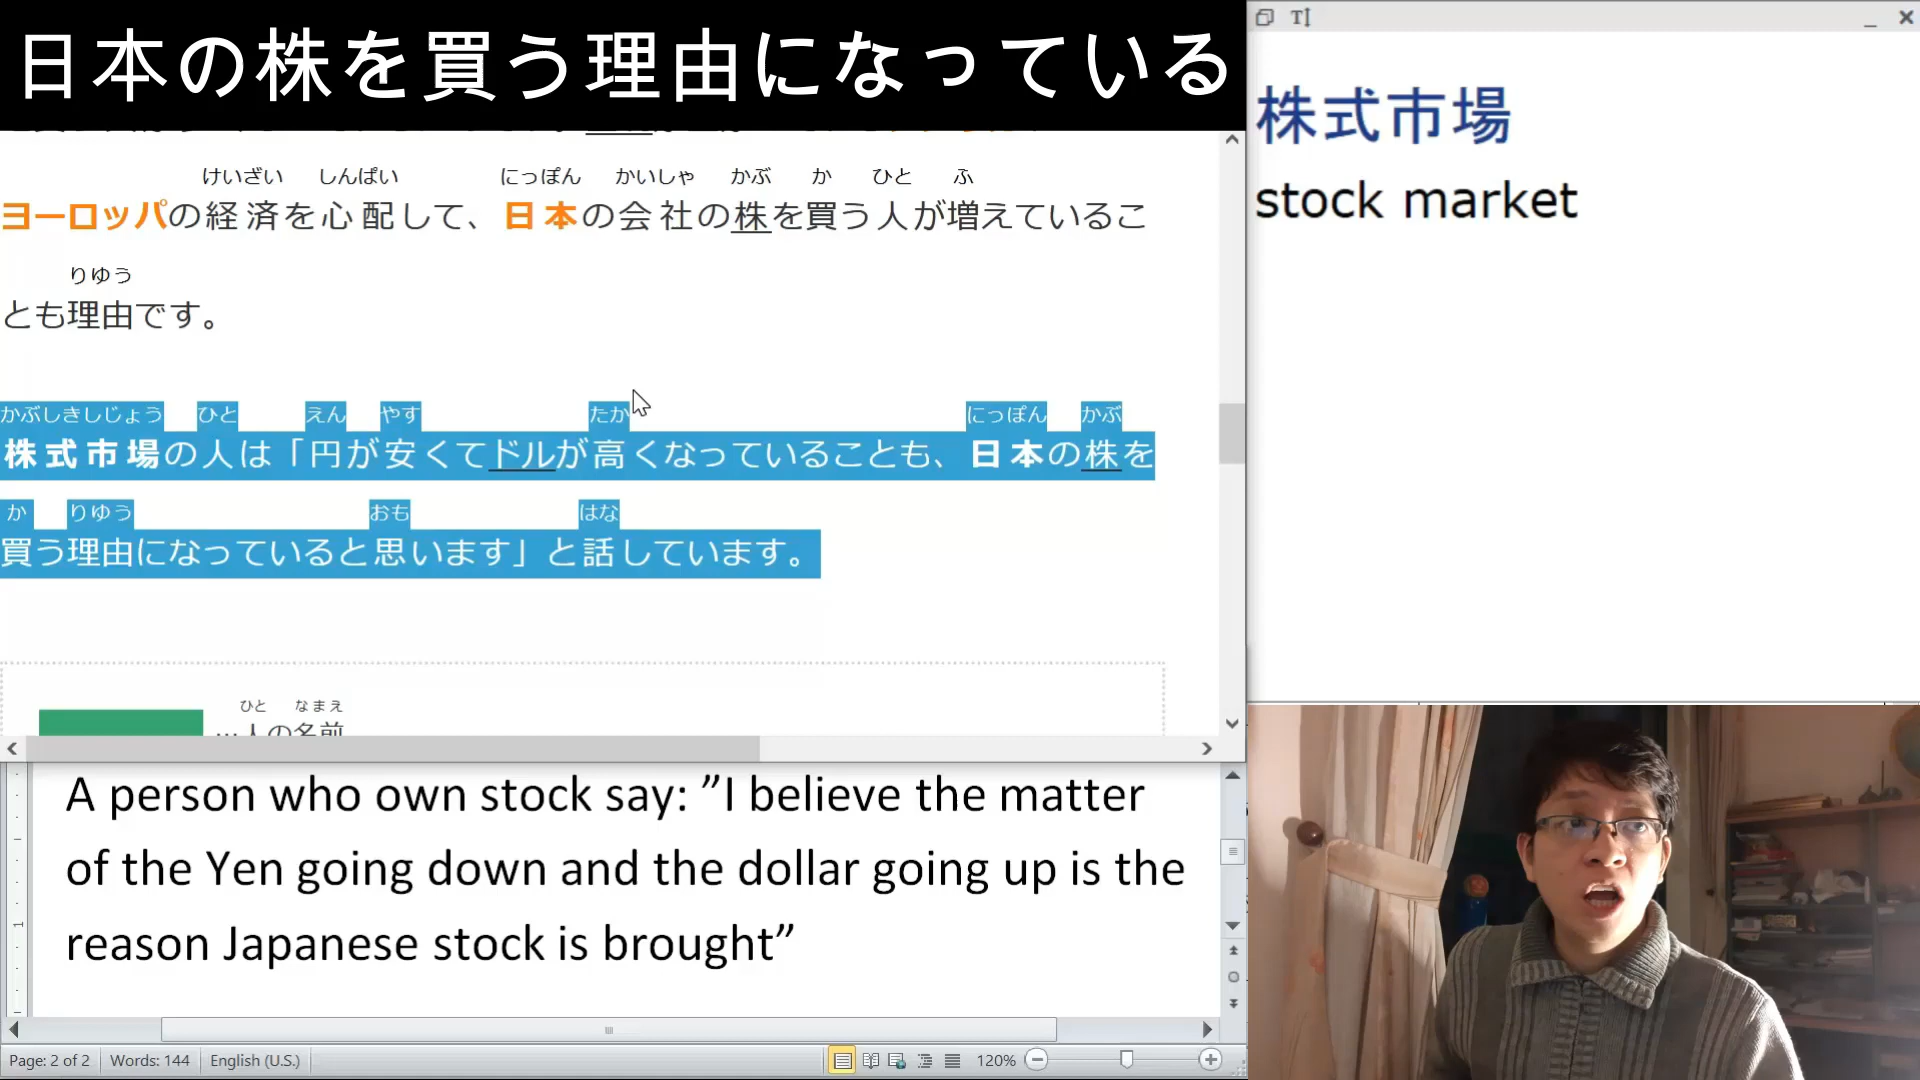 日本の株を買う理由になっている
株式市場
stock market
けいざい しんぱい にっぽん かいしゃ かぶ か ひと ふ
ヨーロッパの経済を心配して、日本の会社の株を買う人が増えているこ
りゆう
とも理由です。
かぶしきしじょう ひと えん やす たか にっぽん かぶ
株式市場の人は「円が安くてドルが高くなっていることも、日本の株を
か りゆう おも はな
買う理由になっていると思います」と話しています。
ひと なまえ
…人の名前
A person who own stock say: ”I believe the matter
of the Yen going down and the dollar going up is the
reason Japanese stock is brought”
Page: 2 of 2 Words: 144 English (U.S.) 120%